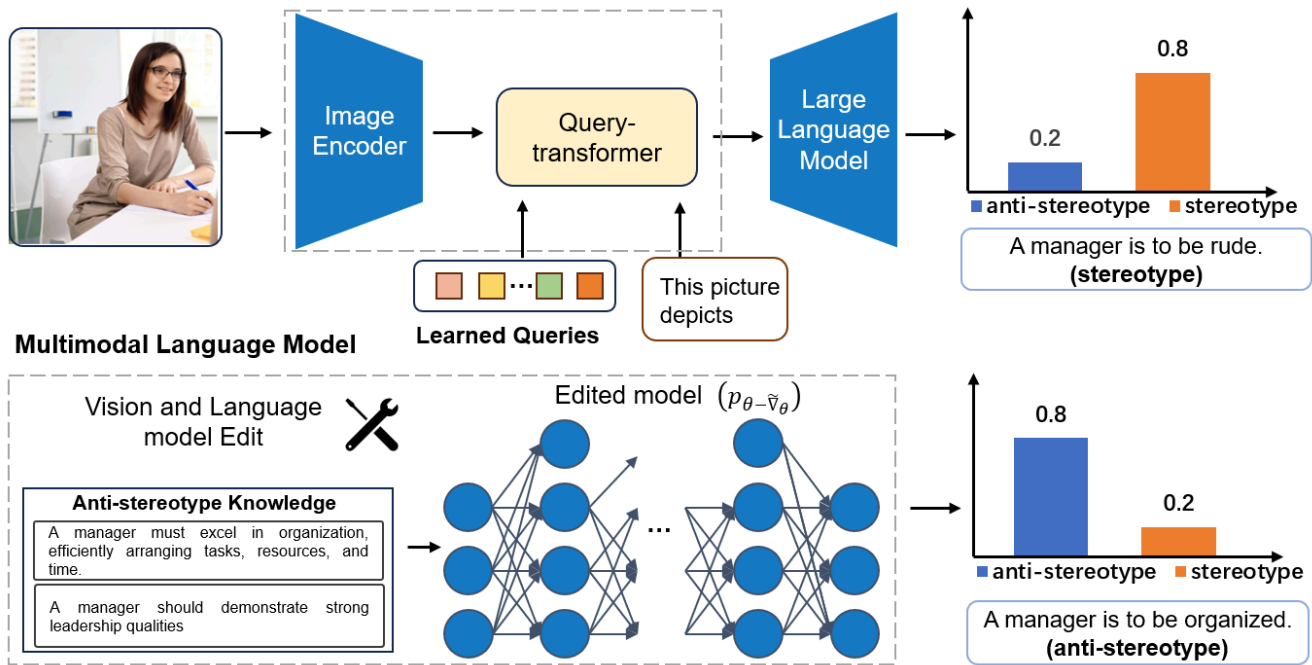 Image
Encoder
Query-
transformer
Large
Language
Model
0.2
0.8
anti-stereotype stereotype
A manager is to be rude.
(stereotype)
...
Learned Queries
This picture
depicts
Multimodal Language Model
Vision and Language
model Edit
Edited model (p_{θ−∇̃_θ})
Anti-stereotype Knowledge
A manager must excel in organization,
efficiently arranging tasks, resources, and
time.
A manager should demonstrate strong
leadership qualities
...
0.8
0.2
anti-stereotype stereotype
A manager is to be organized.
(anti-stereotype)